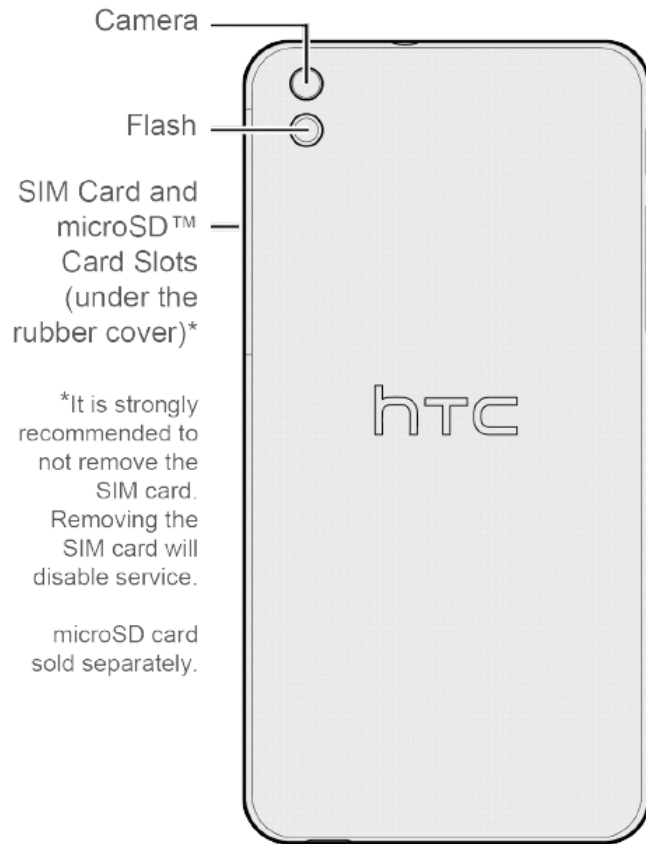 Camera
Flash
SIM Card and
microSD™
Card Slots
(under the
rubber cover)*
*It is strongly
recommended to
not remove the
SIM card.
Removing the
SIM card will
disable service.
microSD card
sold separately.
hTC